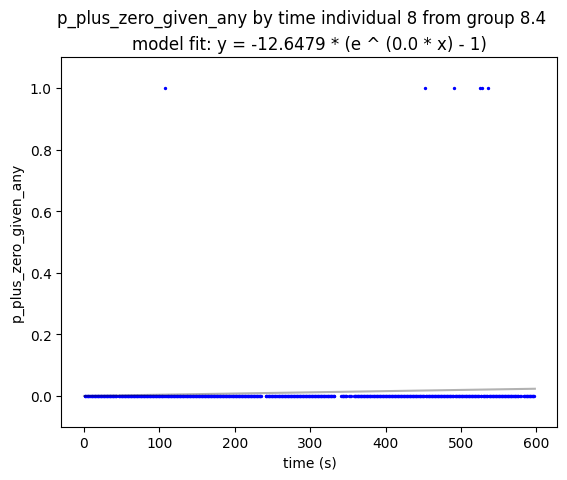 p_plus_zero_given_any by time individual 8 from group 8.4
model fit: y = -12.6479 * (e ^ (0.0 * x) - 1)
p_plus_zero_given_any
1.0
0.8
0.6
0.4
0.2
0.0
0 100 200 300 400 500 600
time (s)